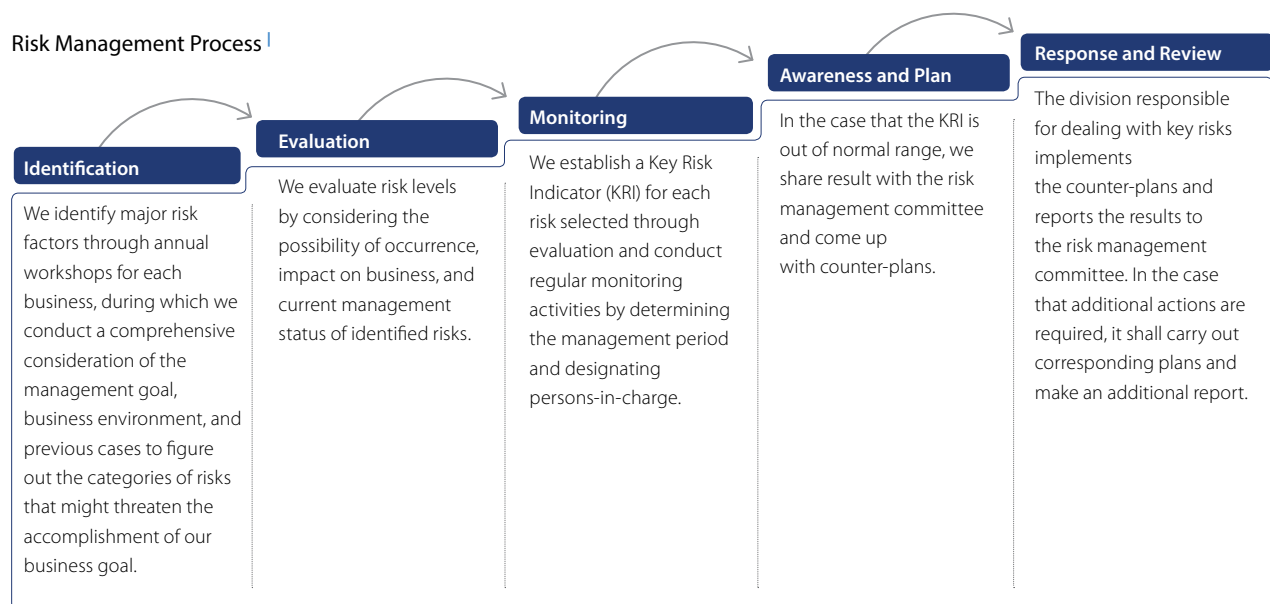 Risk Management Process
Identification
We identify major risk
factors through annual
workshops for each
business, during which we
conduct a comprehensive
consideration of the
management goal,
business environment, and
previous cases to figure
out the categories of risks
that might threaten the
accomplishment of our
business goal.
Evaluation
We evaluate risk levels
by considering the
possibility of occurrence,
impact on business, and
current management
status of identified risks.
Monitoring
We establish a Key Risk
Indicator (KRI) for each
risk selected through
evaluation and conduct
regular monitoring
activities by determining
the management period
and designating
persons-in-charge.
Awareness and Plan
In the case that the KRI is
out of normal range, we
share result with the risk
management committee
and come up
with counter-plans.
Response and Review
The division responsible
for dealing with key risks
implements
the counter-plans and
reports the results to
the risk management
committee. In the case
that additional actions are
required, it shall carry out
corresponding plans and
make an additional report.